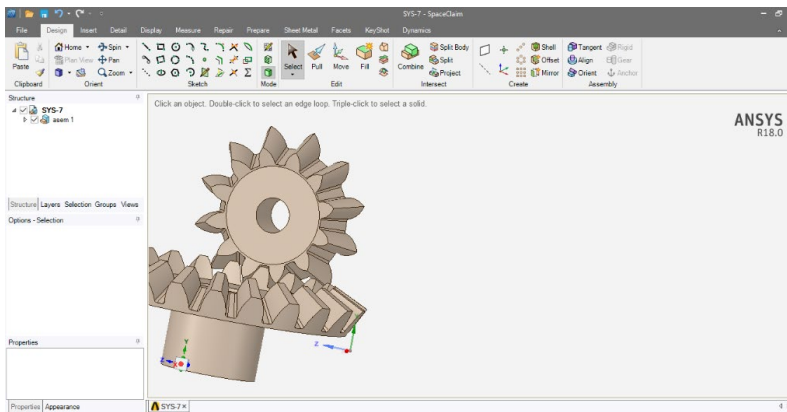 SYS-7 - SpaceClaim
File Design Insert Detail Display Measure Repair Prepare Sheet Metal Facets KeyShot Dynamics
Home Spin Split Body Shell Tangent Rigid
Paste Plan View Pan Select Pull Move Fill Combine Split Offset Align Gear
Zoom Project Mirror Orient Anchor
Clipboard Orient Sketch Mode Edit Intersect Create Assembly
Structure
SYS-7
asem 1
Click an object. Double-click to select an edge loop. Triple-click to select a solid.
ANSYS
R18.0
Structure Layers Selection Groups Views
Options - Selection
Properties
Z
Y
Z
X
Properties Appearance
SYS-7